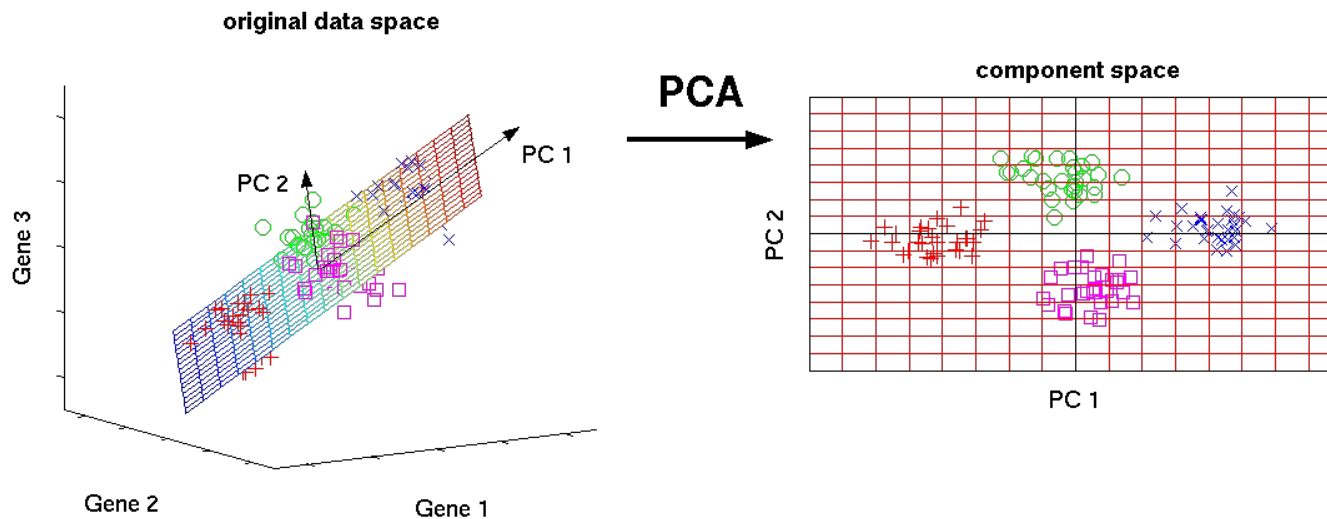 original data space
PC 1
PC 2
Gene 3
Gene 2
Gene 1
PCA
component space
PC 2
PC 1